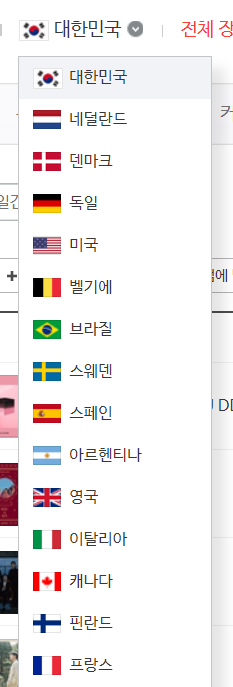 대한민국
전체 장
대한민국
네덜란드
덴마크
독일
미국
벨기에
브라질
스웨덴
스페인
아르헨티나
영국
이탈리아
캐나다
핀란드
프랑스